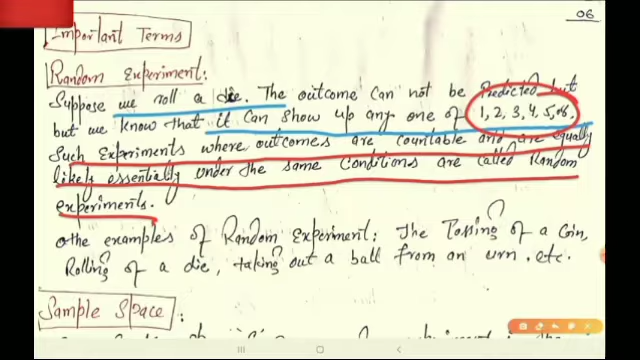 06
Important Terms
Random Experiment:
Suppose we roll a die. The outcome can not be Predicted but
but we know that it can show up any one of 1, 2, 3, 4, 5, or 6.
Such Experiments where outcomes are countable and are equally
likely essentially under the same Conditions are called Random
experiments.
Othe examples of Random Experiment: The Tossing of a Coin,
Rolling of a die, taking out a ball from an urn. etc.
Sample Space :